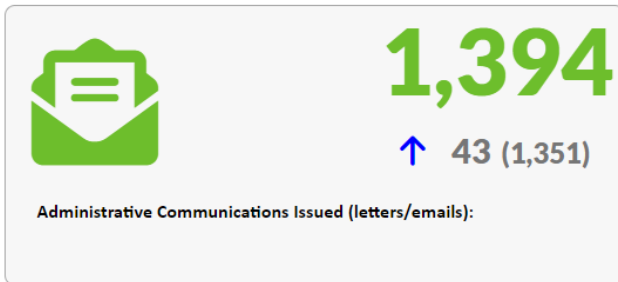 1,394
↑ 43 (1,351)
Administrative Communications Issued (letters/emails):